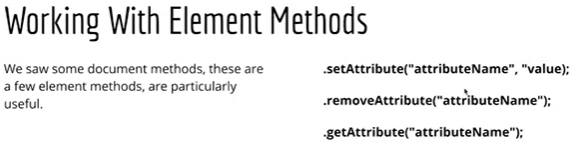 Working With Element Methods
We saw some document methods, these are
a few element methods, are particularly
useful.
.setAttribute("attributeName", "value);
.removeAttribute("attributeName");
.getAttribute("attributeName");